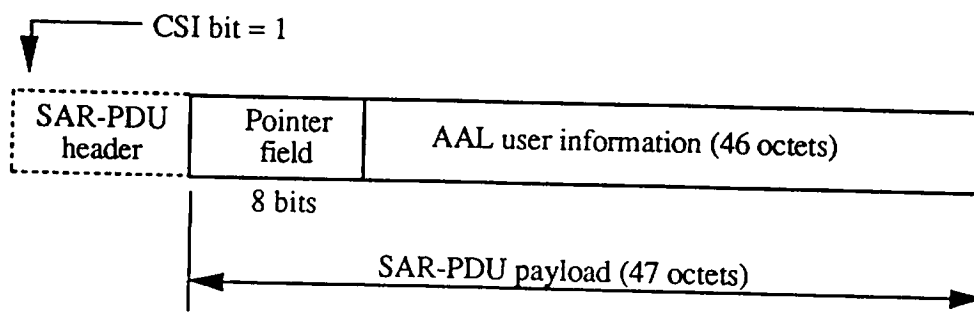 CSI bit = 1
SAR-PDU
header
Pointer
field
AAL user information (46 octets)
8 bits
SAR-PDU payload (47 octets)